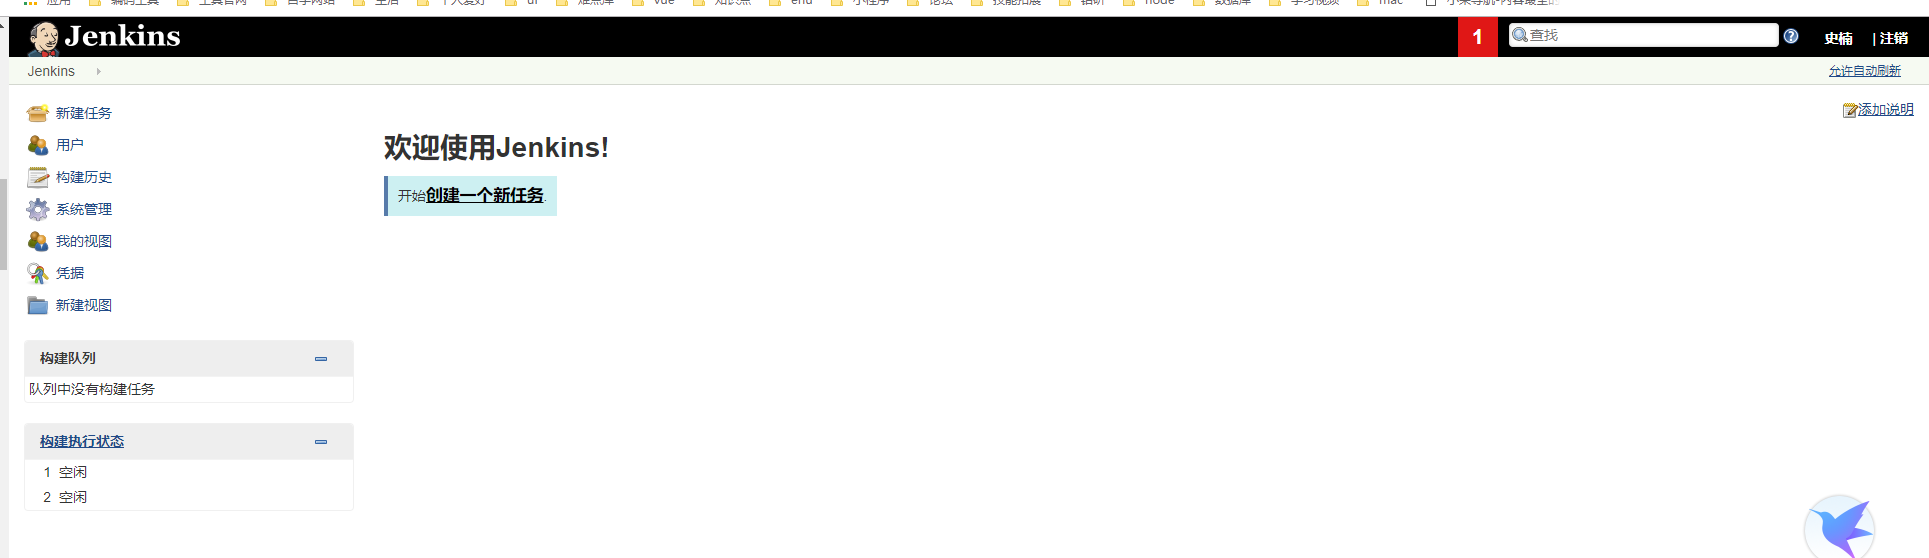 Jenkins
1
查找
史楠
| 注销
Jenkins
允许自动刷新
新建任务
用户
构建历史
系统管理
我的视图
凭据
新建视图
添加说明
欢迎使用Jenkins!
开始创建一个新任务.
构建队列
队列中没有构建任务
构建执行状态
1 空闲
2 空闲